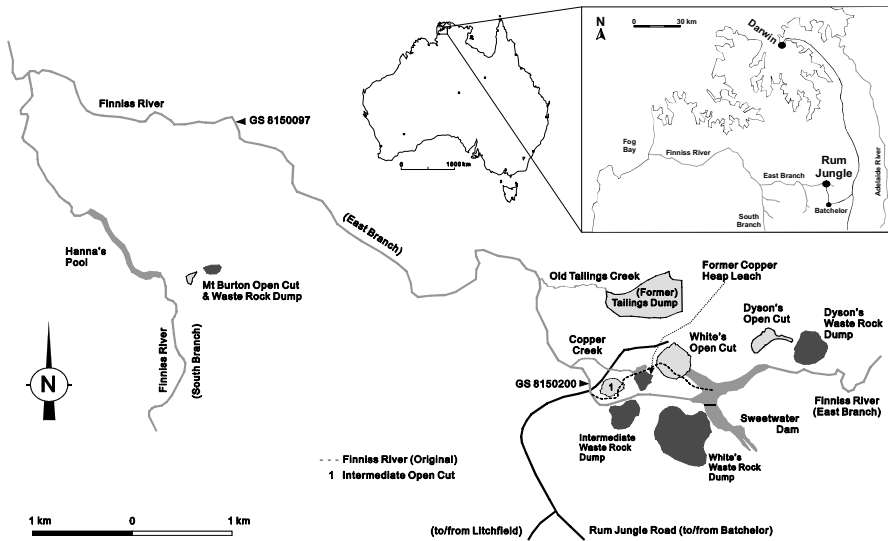 N
0 30 km
Darwin
Fog
Bay
Finniss River
East Branch
Rum
Jungle
Adelaide River
South
Branch
Batchelor
0 1000 km
Finniss River
GS 8150097
(East Branch)
Hanna's
Pool
Mt Burton Open Cut
& Waste Rock Dump
Finniss River
(South Branch)
N
Old Tailings Creek
(Former)
Tailings Dump
Former Copper
Heap Leach
Dyson's
Open Cut
Dyson's
Waste Rock
Dump
White's
Open Cut
Copper
Creek
GS 8150200
1
Finniss River
(East Branch)
Sweetwater
Dam
Intermediate
Waste Rock
Dump
White's
Waste Rock
Dump
Finniss River (Original)
1 Intermediate Open Cut
1 km 0 1 km
(to/from Litchfield)
Rum Jungle Road (to/from Batchelor)